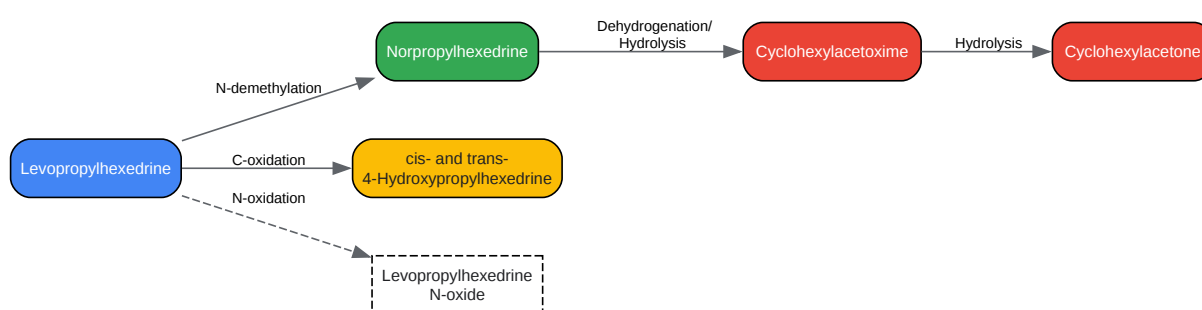 Dehydrogenation/
Hydrolysis
Norpropylhexedrine
Cyclohexylacetoxime
Hydrolysis
Cyclohexylacetone
N-demethylation
Levopropylhexedrine
C-oxidation
cis- and trans-
4-Hydroxypropylhexedrine
N-oxidation
Levopropylhexedrine
N-oxide